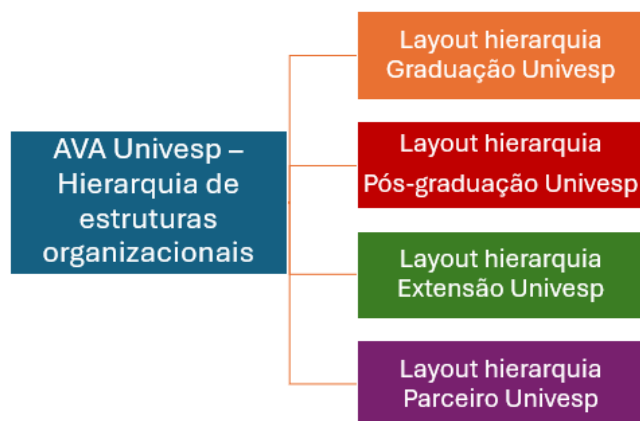 AVA Univesp –
Hierarquia de
estruturas
organizacionais
Layout hierarquia
Graduação Univesp
Layout hierarquia
Pós-graduação Univesp
Layout hierarquia
Extensão Univesp
Layout hierarquia
Parceiro Univesp